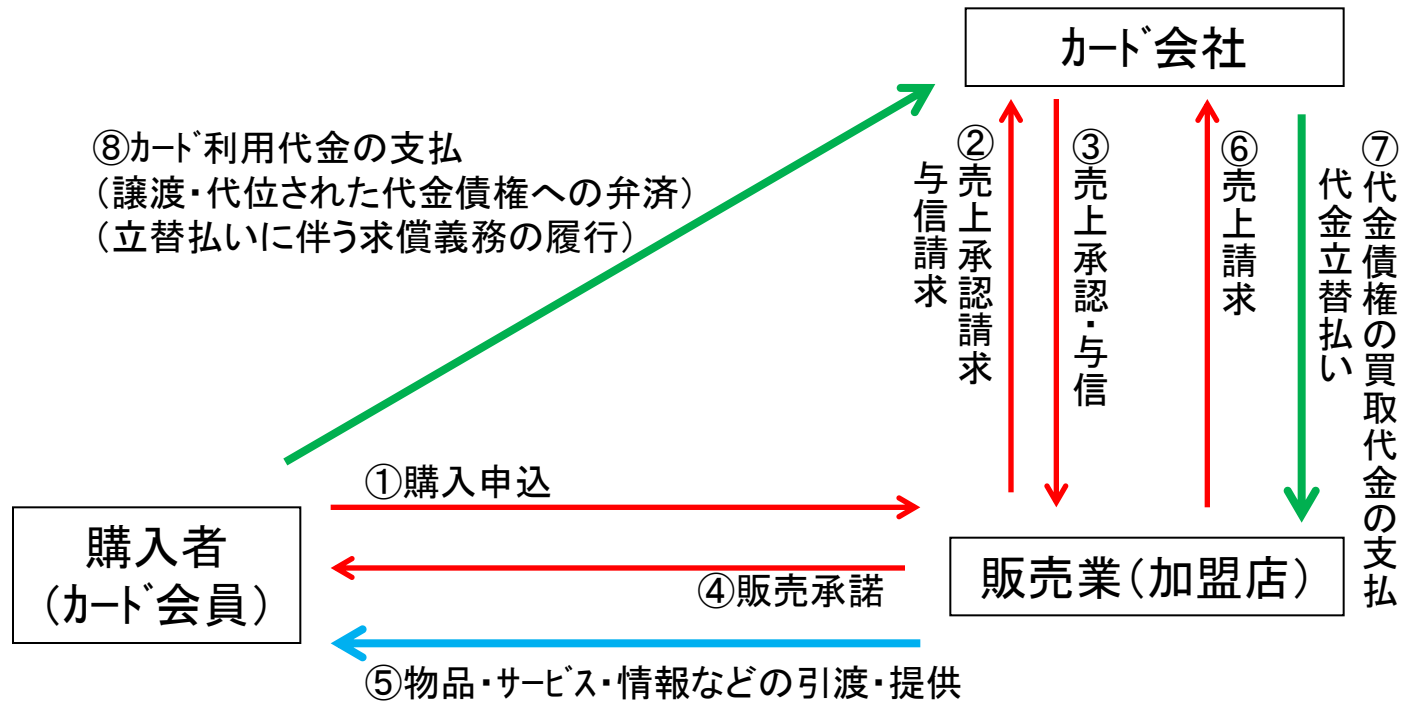 カード会社
⑧カード利用代金の支払
（譲渡・代位された代金債権への弁済）
（立替払いに伴う求償義務の履行）
②売上承認請求
与信請求
③売上承認・与信
⑥売上請求
⑦代金債権の買取代金の支払
代金立替払い
①購入申込
購入者
（カード会員）
販売業（加盟店）
④販売承諾
⑤物品・サービス・情報などの引渡・提供